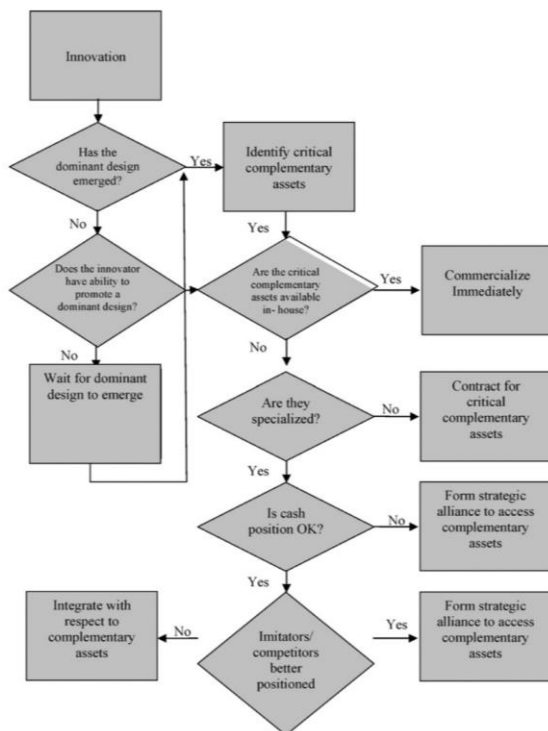 Innovation
Has the
dominant design
emerged?
Yes
Identify critical
complementary
assets
No
Yes
Does the innovator
have ability to
promote a
dominant design?
Are the critical
complementary
assets available
in- house?
Yes
Commercialize
Immediately
No
No
Wait for dominant
design to emerge
Are they
specialized?
No
Contract for
critical
complementary
assets
Yes
Is cash
position OK?
No
Form strategic
alliance to access
complementary
assets
Yes
Integrate with
respect to
complementary
assets
No
Imitators/
competitors
better
positioned
Yes
Form strategic
alliance to access
complementary
assets